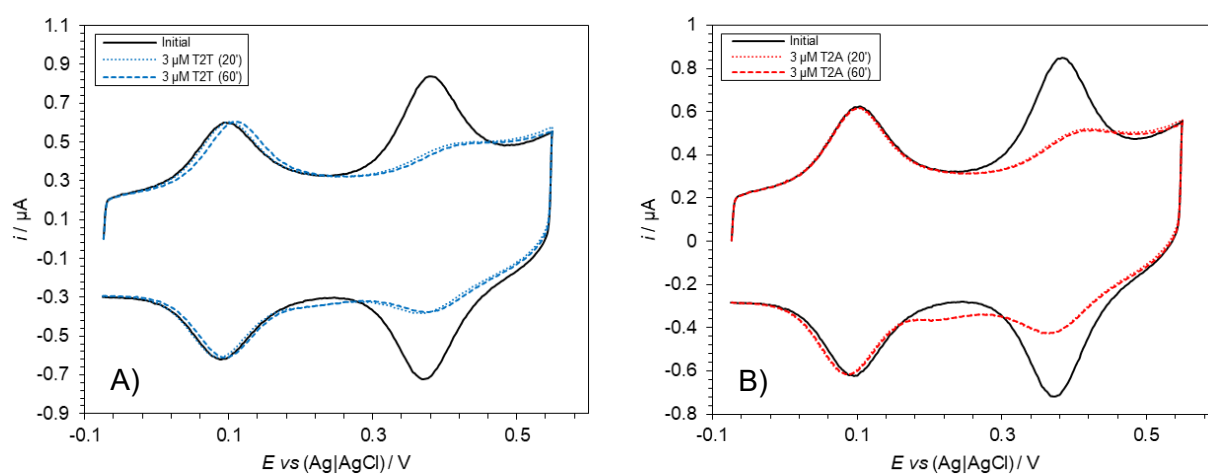 1.1
0.9
0.7
0.5
0.3
0.1
-0.1
-0.3
-0.5
-0.7
-0.9
i / µA
Initial
3 µM T2T (20')
3 µM T2T (60')
A)
-0.1
0.1
0.3
0.5
E vs (Ag|AgCl) / V
1
0.8
0.6
0.4
0.2
0
-0.2
-0.4
-0.6
-0.8
i / µA
Initial
3 µM T2A (20')
3 µM T2A (60')
B)
-0.1
0.1
0.3
0.5
E vs (Ag|AgCl) / V